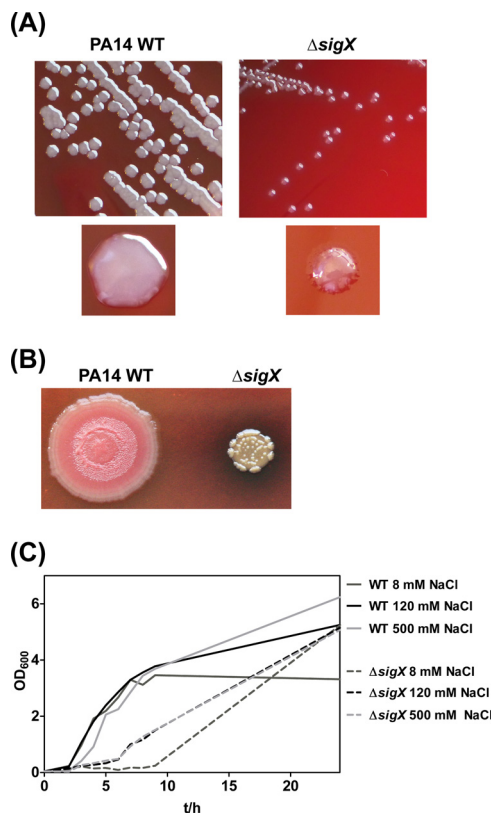 (A)
PA14 WT
ΔsigX
(B)
PA14 WT
ΔsigX
(C)
6
4
2
0
OD600
0
5
10
15
20
t/h
WT 8 mM NaCl
WT 120 mM NaCl
WT 500 mM NaCl
ΔsigX 8 mM NaCl
ΔsigX 120 mM NaCl
ΔsigX 500 mM NaCl